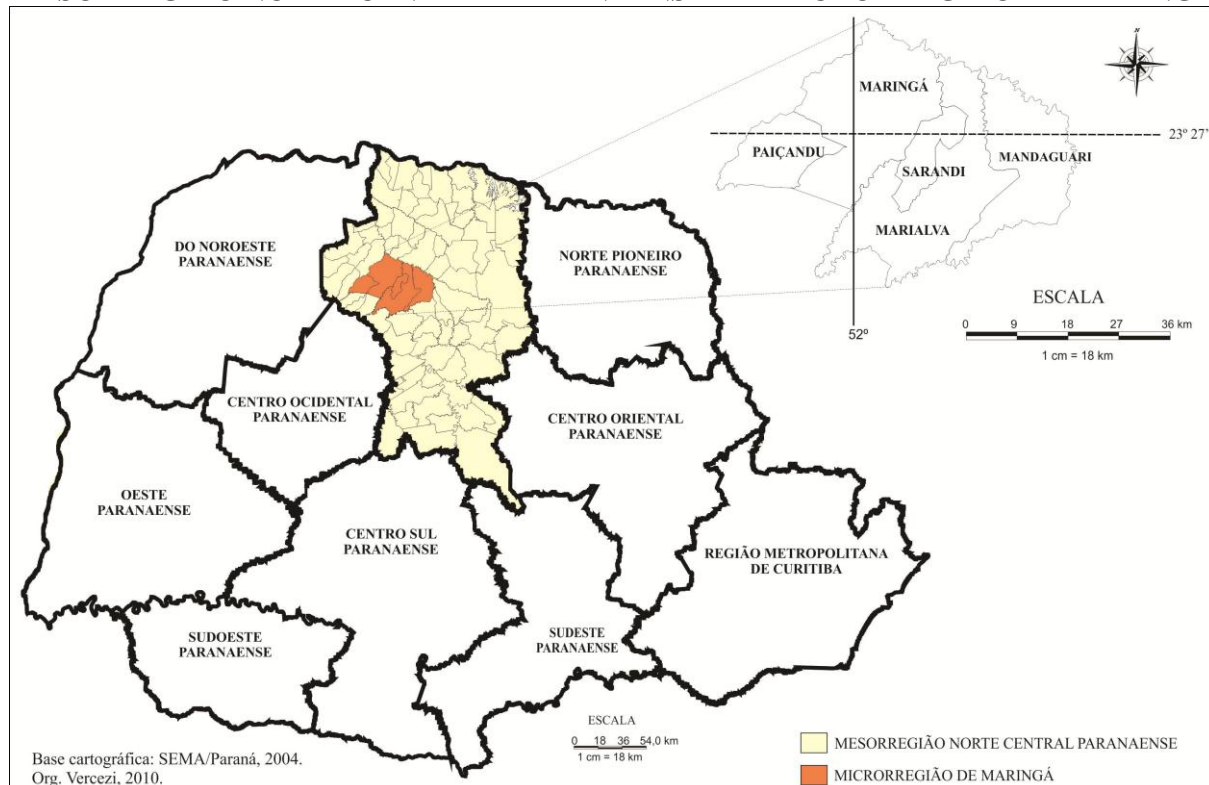 N
MARINGÁ
23º 27'
PAIÇANDU
SARANDI
MANDAGUARI
MARIALVA
52º
ESCALA
0 9 18 27 36 km
1 cm = 18 km
DO NOROESTE
PARANAENSE
NORTE PIONEIRO
PARANAENSE
CENTRO OCIDENTAL
PARANAENSE
CENTRO ORIENTAL
PARANAENSE
OESTE
PARANAENSE
CENTRO SUL
PARANAENSE
REGIÃO METROPOLITANA
DE CURITIBA
SUDOESTE
PARANAENSE
SUDESTE
PARANAENSE
ESCALA
0 18 36 54,0 km
1 cm = 18 km
Base cartográfica: SEMA/Paraná, 2004.
Org. Vercezi, 2010.
MESORREGIÃO NORTE CENTRAL PARANAENSE
MICRORREGIÃO DE MARINGÁ